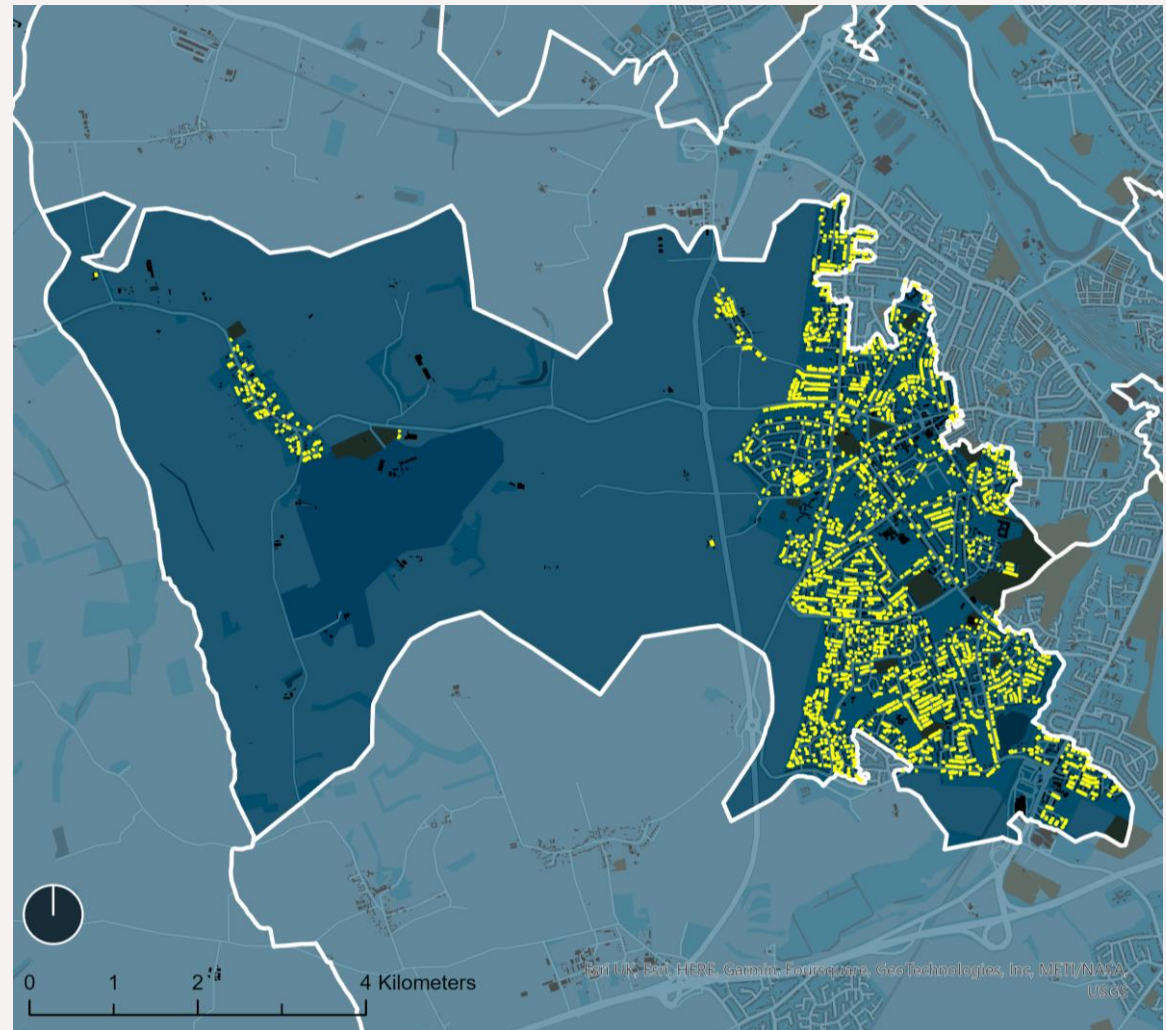 Esri UK, Esri, HERE, Garmin, Foursquare, GeoTechnologies, Inc, METI/NASA,
USGS
0 1 2 4 Kilometers